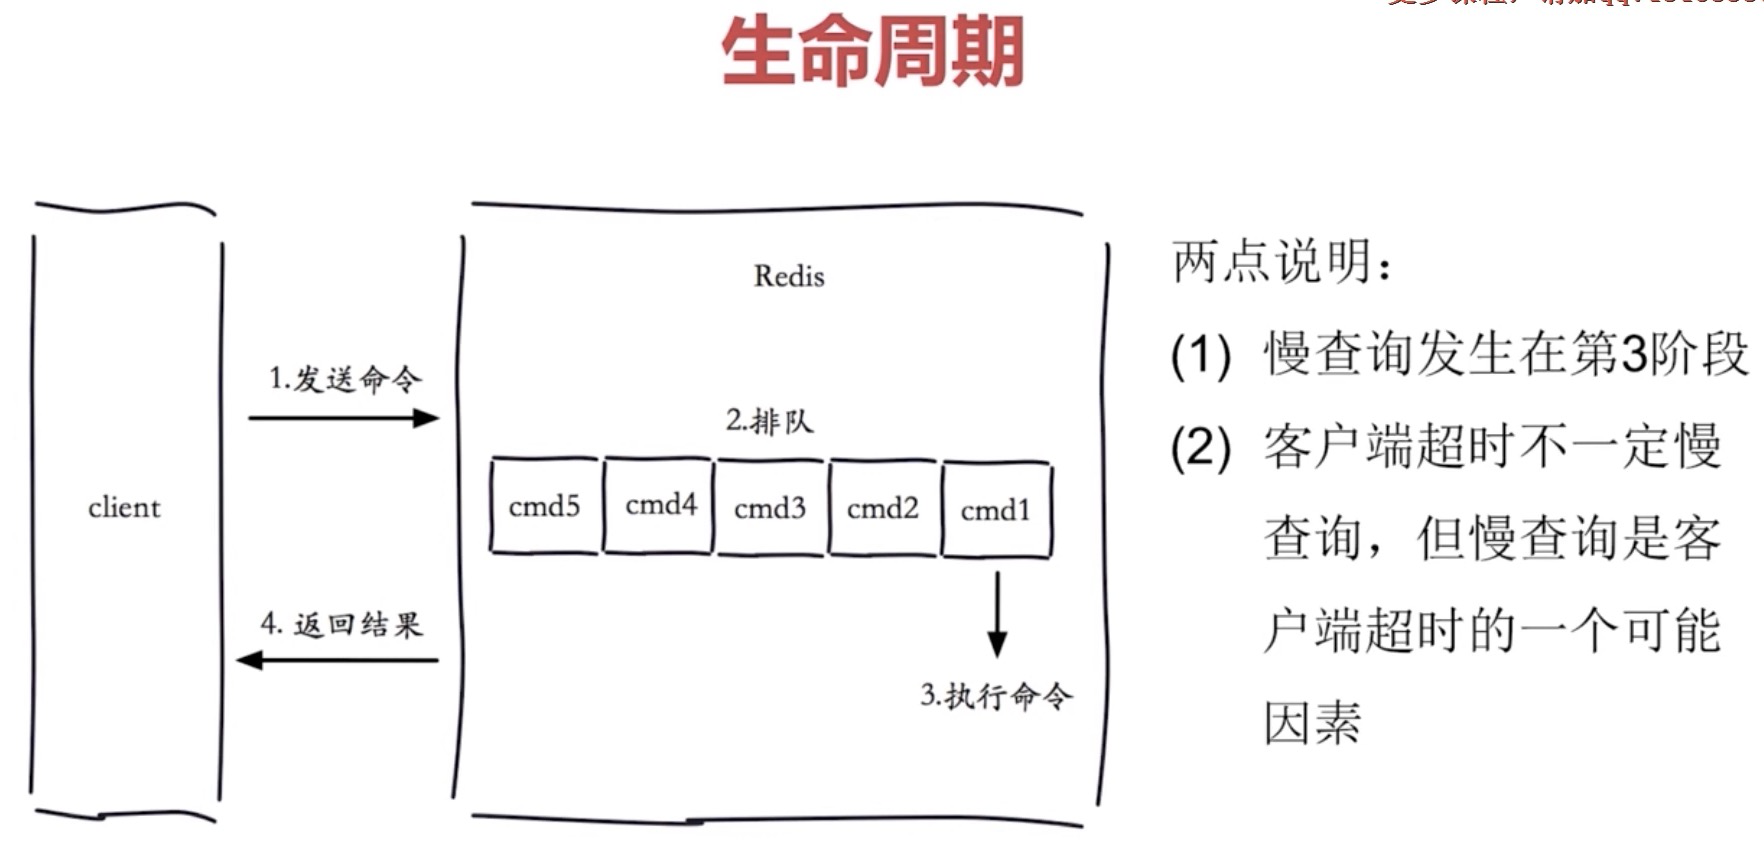 生命周期
Redis
client
1.发送命令
2.排队
cmd5 cmd4 cmd3 cmd2 cmd1
4. 返回结果
3.执行命令
两点说明：
(1) 慢查询发生在第3阶段
(2) 客户端超时不一定慢
查询，但慢查询是客
户端超时的一个可能
因素